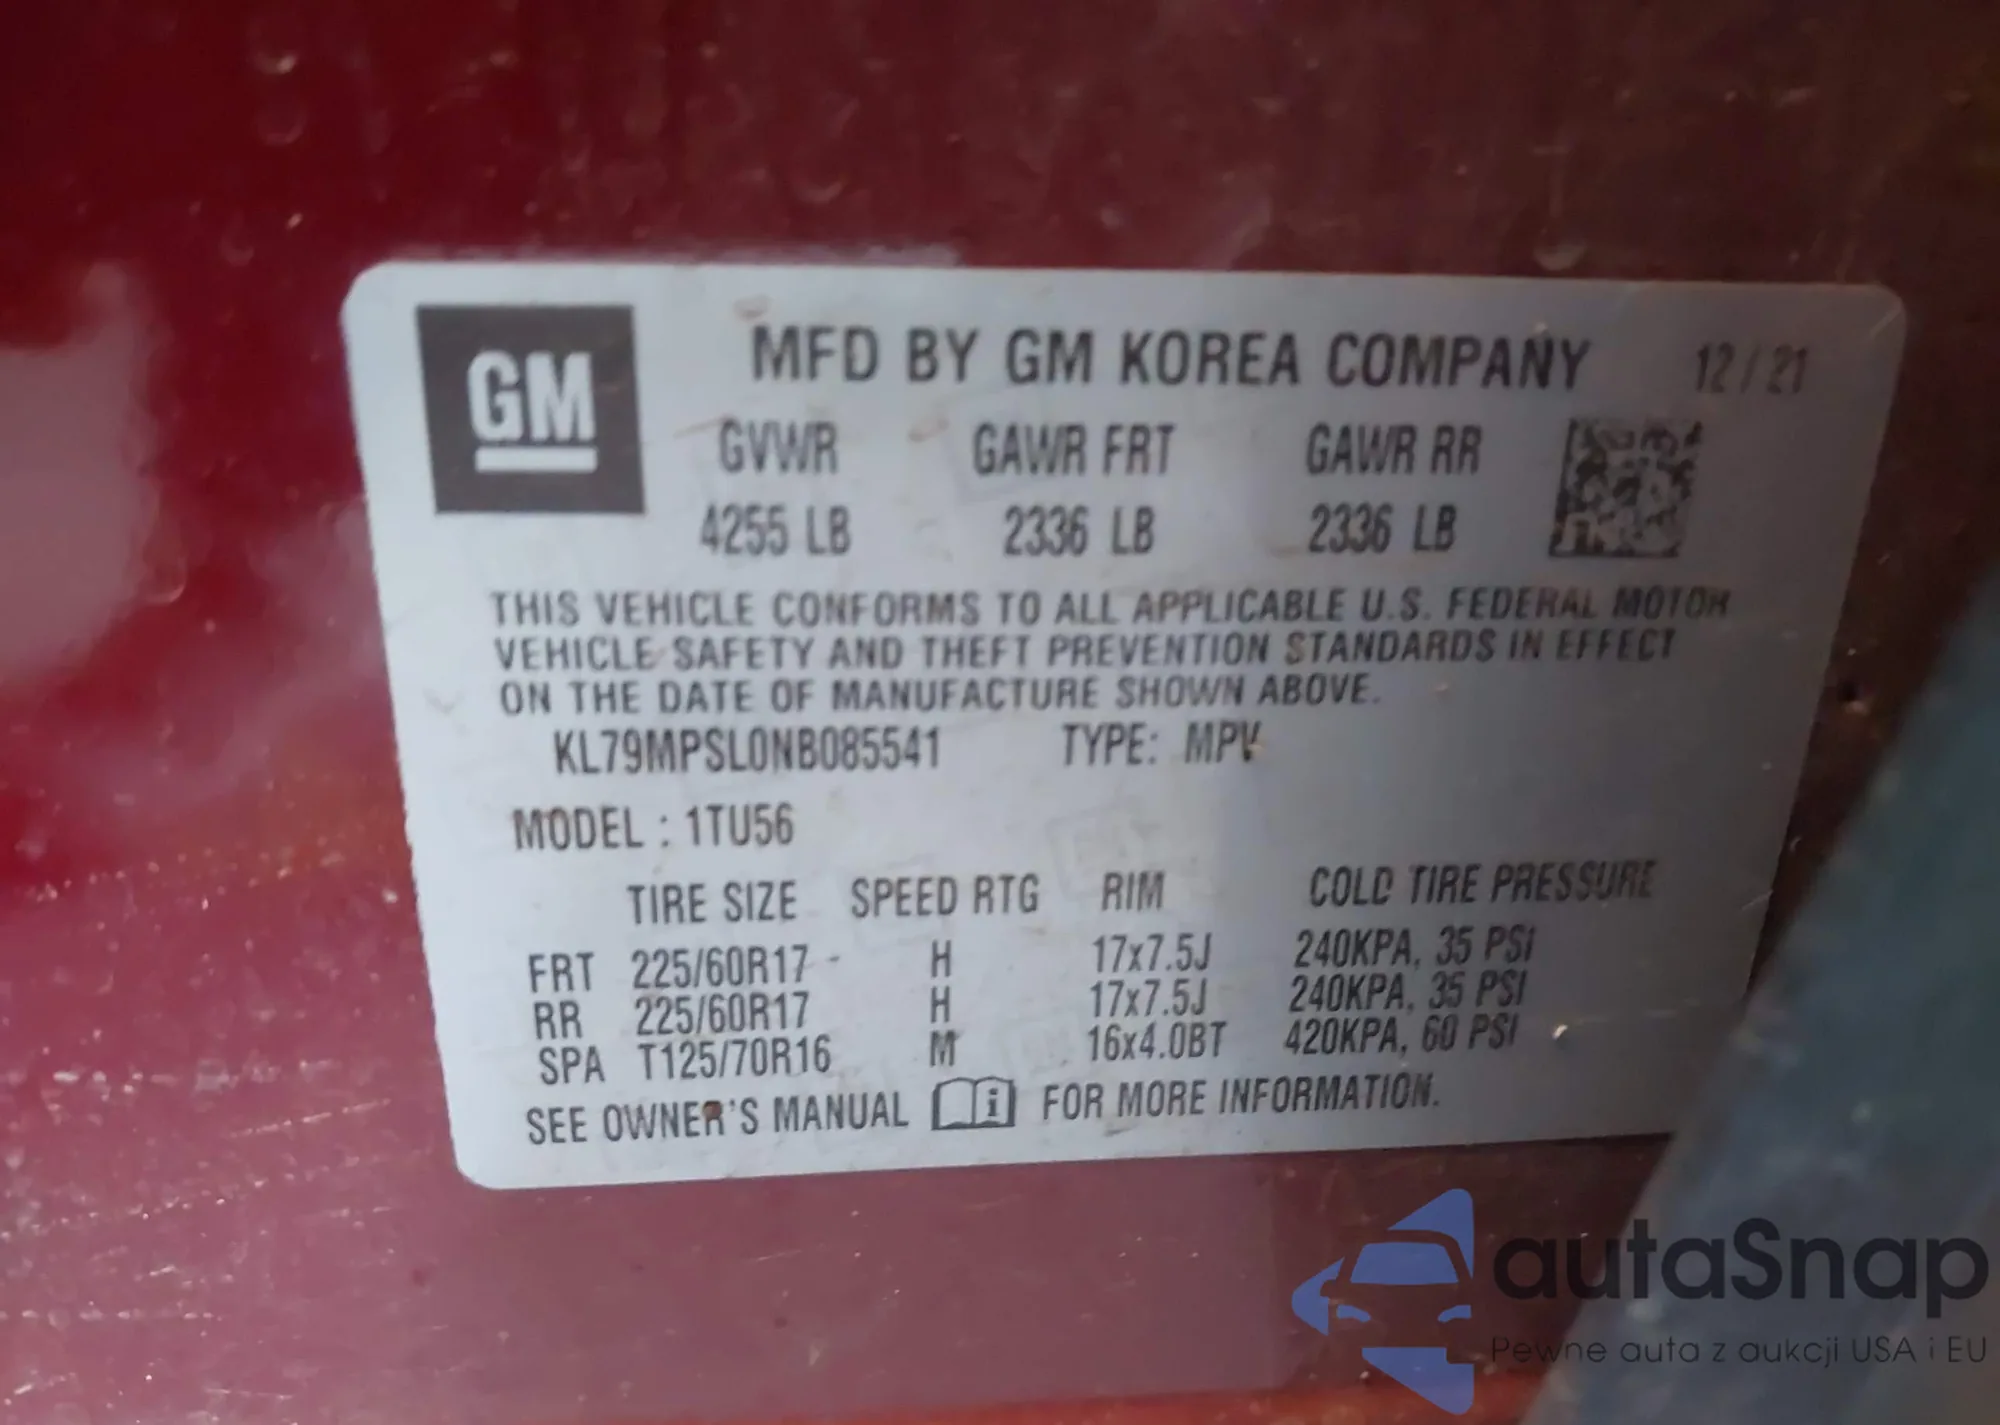 GM
MFD BY GM KOREA COMPANY 12 / 21
GVWR GAWR FRT GAWR RR
4255 LB 2336 LB 2336 LB
THIS VEHICLE CONFORMS TO ALL APPLICABLE U.S. FEDERAL MOTOR
VEHICLE SAFETY AND THEFT PREVENTION STANDARDS IN EFFECT
ON THE DATE OF MANUFACTURE SHOWN ABOVE.
KL79MPSL0NB085541 TYPE: MPV
MODEL : 1TU56
TIRE SIZE SPEED RTG RIM COLD TIRE PRESSURE
FRT 225/60R17 - H 17x7.5J 240KPA, 35 PSI
RR 225/60R17 H 17x7.5J 240KPA, 35 PSI
SPA T125/70R16 M 16x4.0BT 420KPA, 60 PSI
SEE OWNER'S MANUAL FOR MORE INFORMATION.
autaSnap
Pewne auta z aukcji USA i EU